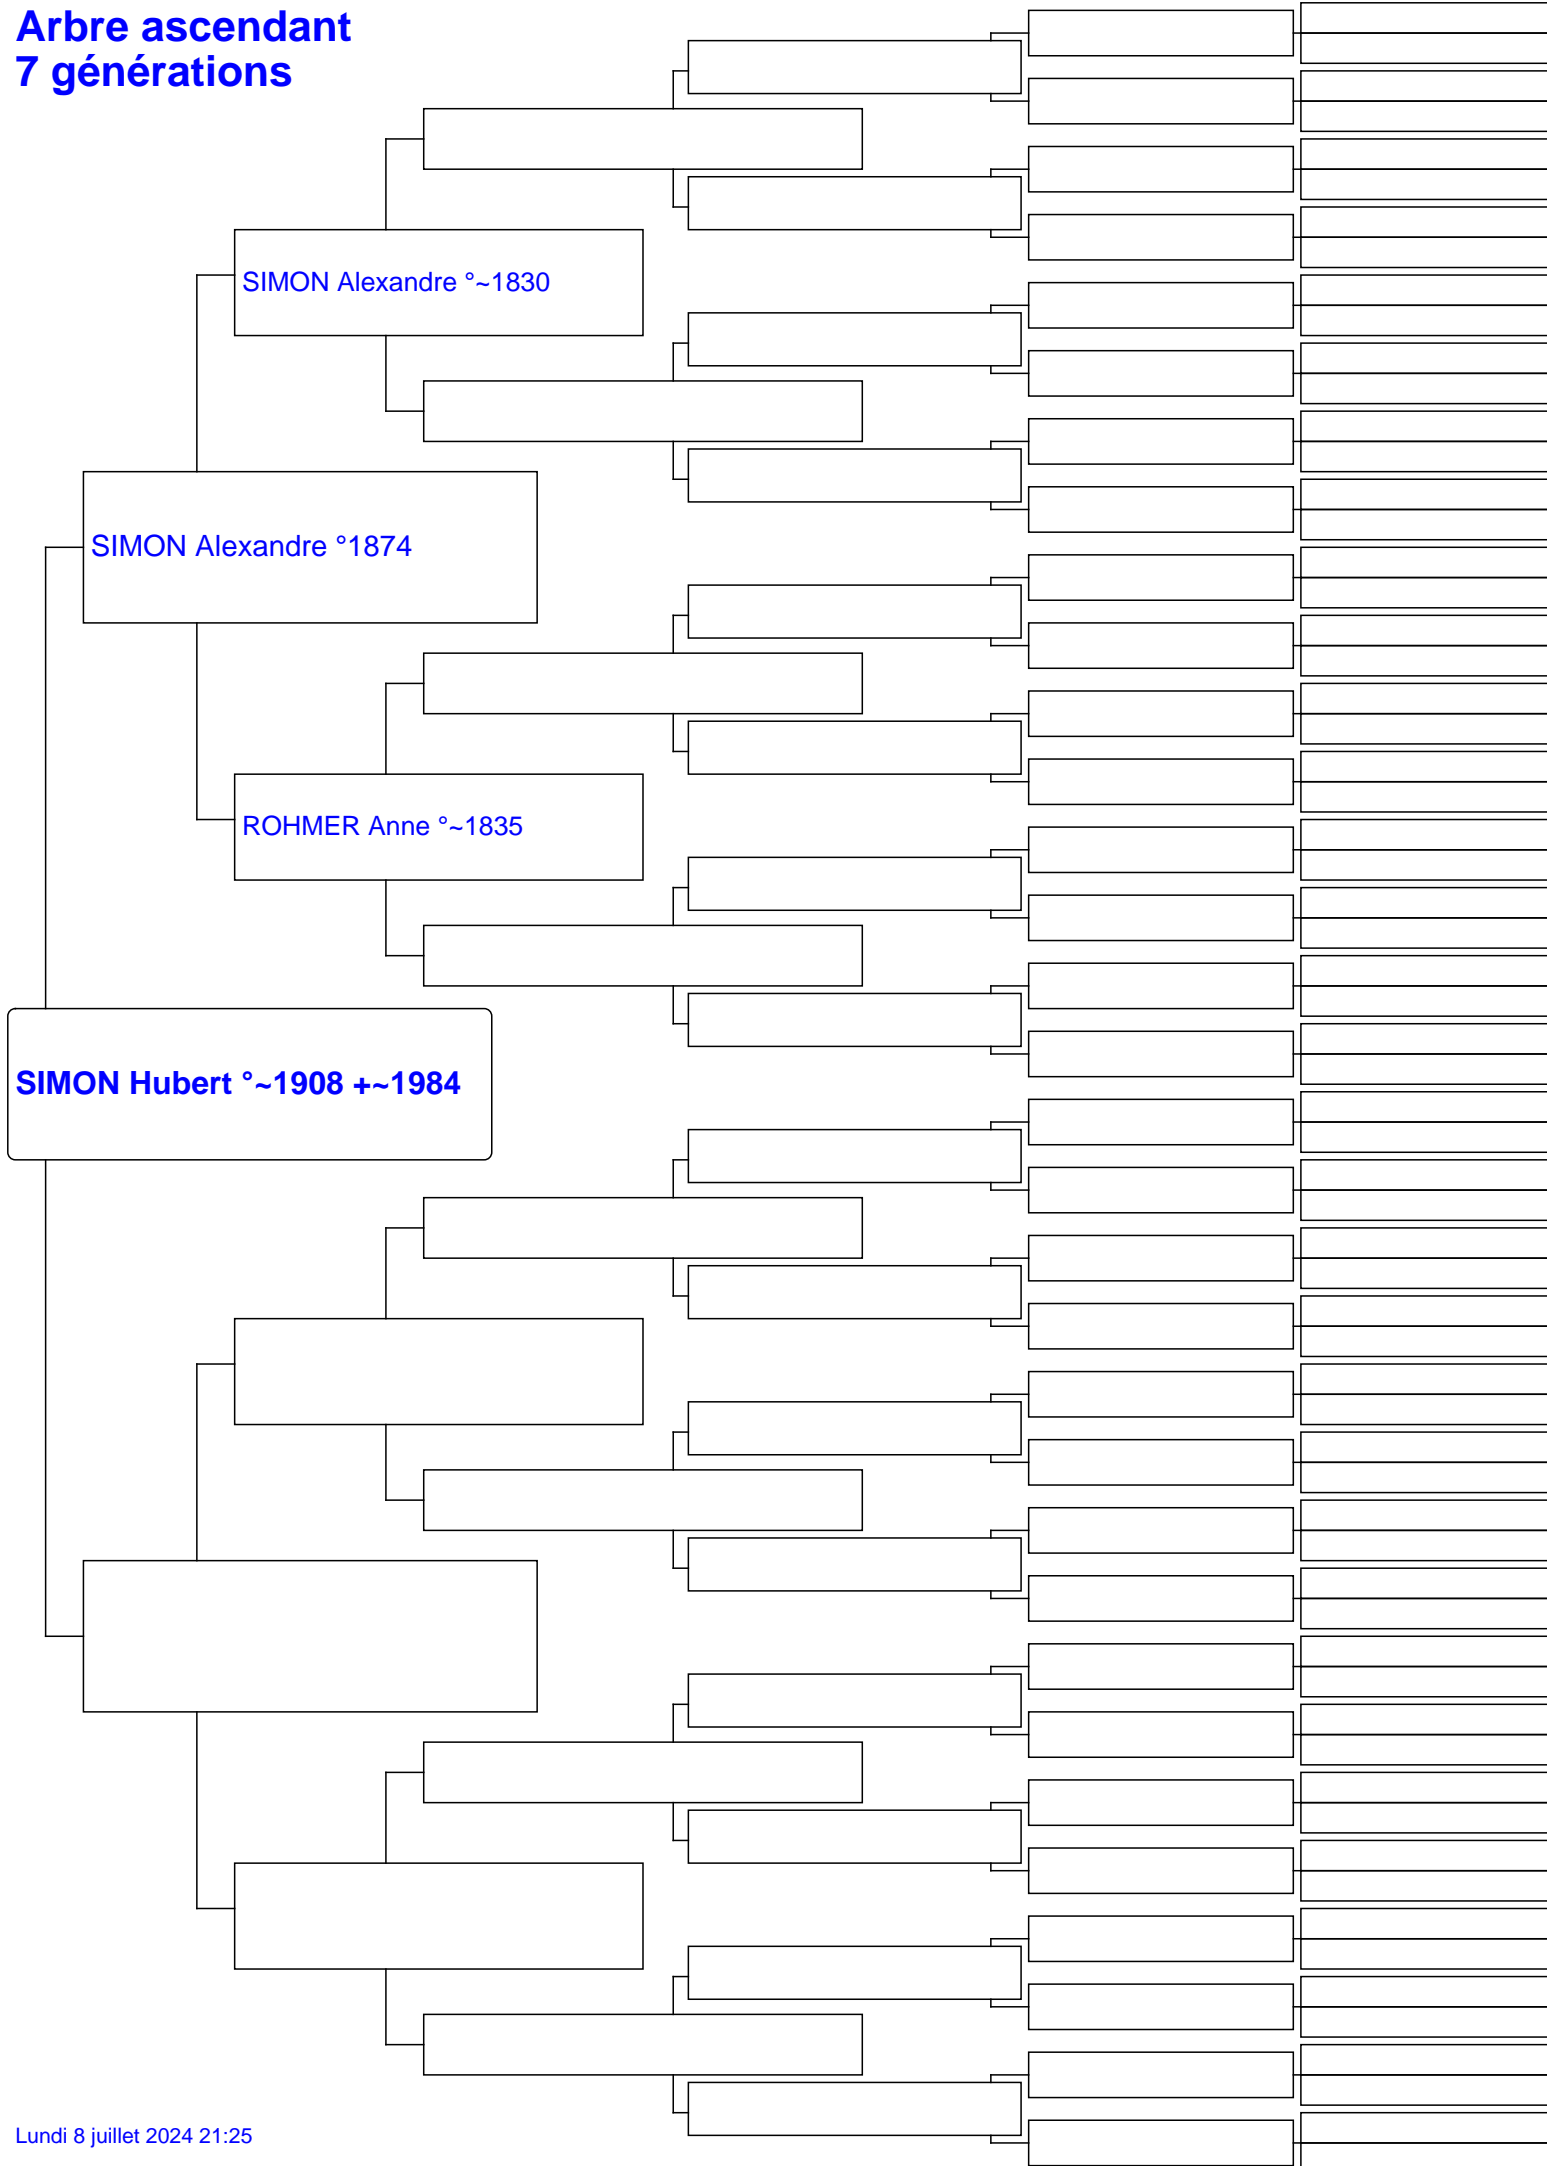 Arbre ascendant
7 générations
SIMON Alexandre °~1830
SIMON Alexandre °1874
ROHMER Anne °~1835
SIMON Hubert °~1908 +~1984
Lundi 8 juillet 2024 21:25